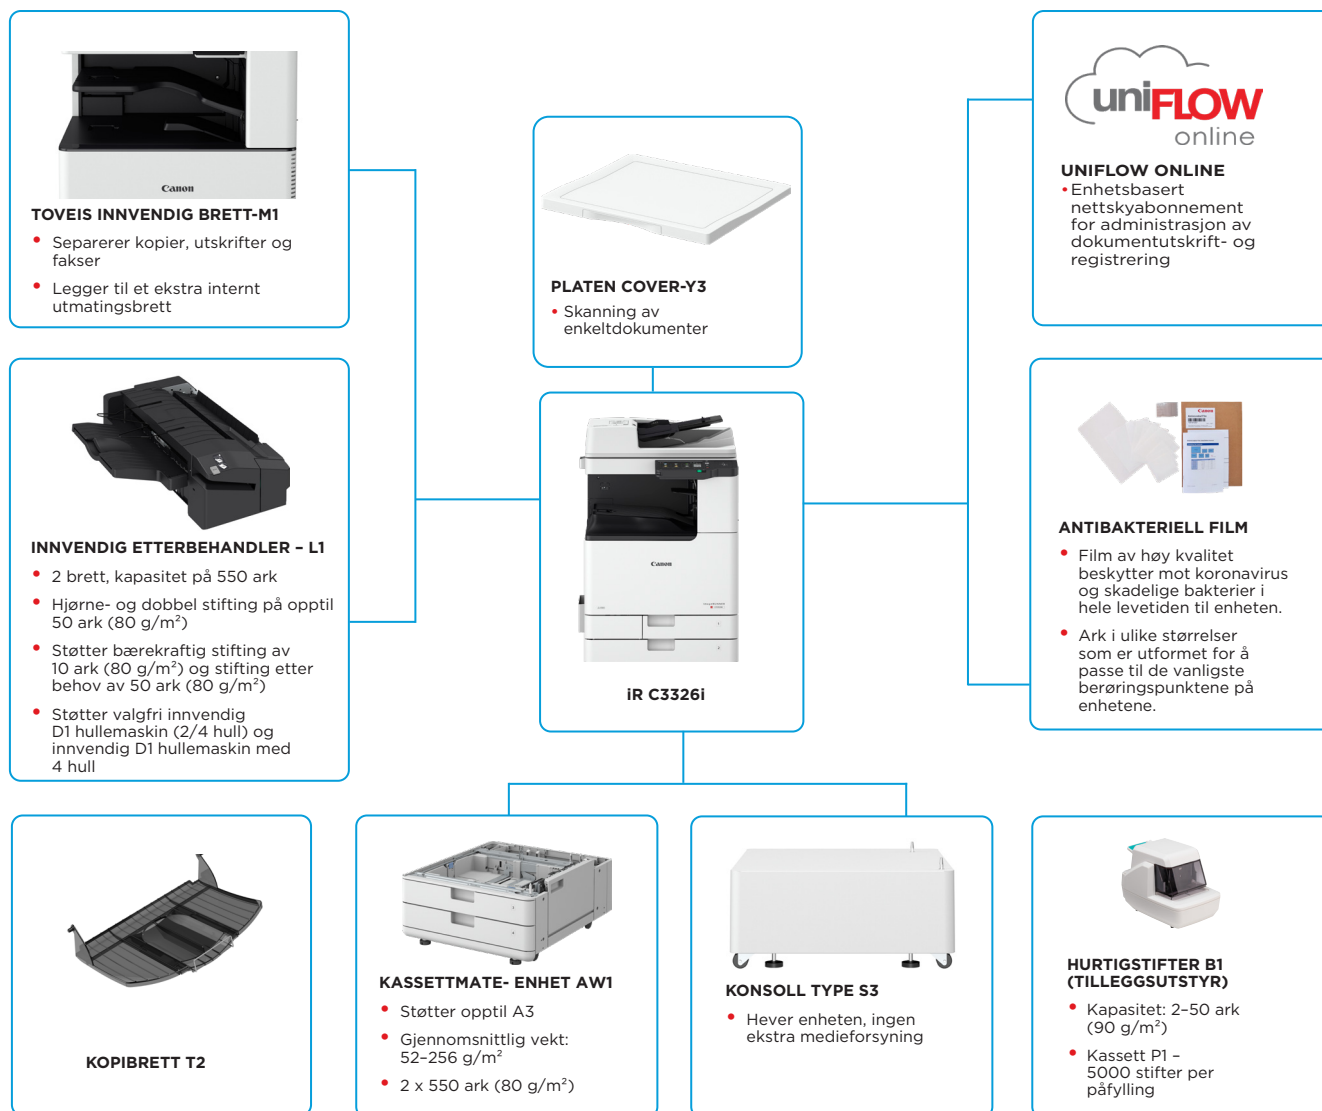 Canon
TOVEIS INNVENDIG BRETT-M1
• Separerer kopier, utskrifter og
fakser
• Legger til et ekstra internt
utmatingsbrett
PLATEN COVER-Y3
• Skanning av
enkeltdokumenter
uniFLOW
online
UNIFLOW ONLINE
• Enhetsbasert
nettskyabonnement
for administrasjon av
dokumentutskrift- og
registrering
INNVENDIG ETTERBEHANDLER – L1
• 2 brett, kapasitet på 550 ark
• Hjørne- og dobbel stifting på opptil
50 ark (80 g/m²)
• Støtter bærekraftig stifting av
10 ark (80 g/m²) og stifting etter
behov av 50 ark (80 g/m²)
• Støtter valgfri innvendig
D1 hullemaskin (2/4 hull) og
innvendig D1 hullemaskin med
4 hull
Canon
iR C3326i
Canon
ANTIBAKTERIELL FILM
• Film av høy kvalitet
beskytter mot koronavirus
og skadelige bakterier i
hele levetiden til enheten.
• Ark i ulike størrelser
som er utformet for å
passe til de vanligste
berøringspunktene på
enhetene.
KOPIBRETT T2
KASSETTMATE- ENHET AW1
• Støtter opptil A3
• Gjennomsnittlig vekt:
52–256 g/m²
• 2 x 550 ark (80 g/m²)
KONSOLL TYPE S3
• Hever enheten, ingen
ekstra medieforsyning
HURTIGSTIFTER B1
(TILLEGGSUTSTYR)
• Kapasitet: 2–50 ark
(90 g/m²)
• Kassett P1 –
5000 stifter per
påfylling